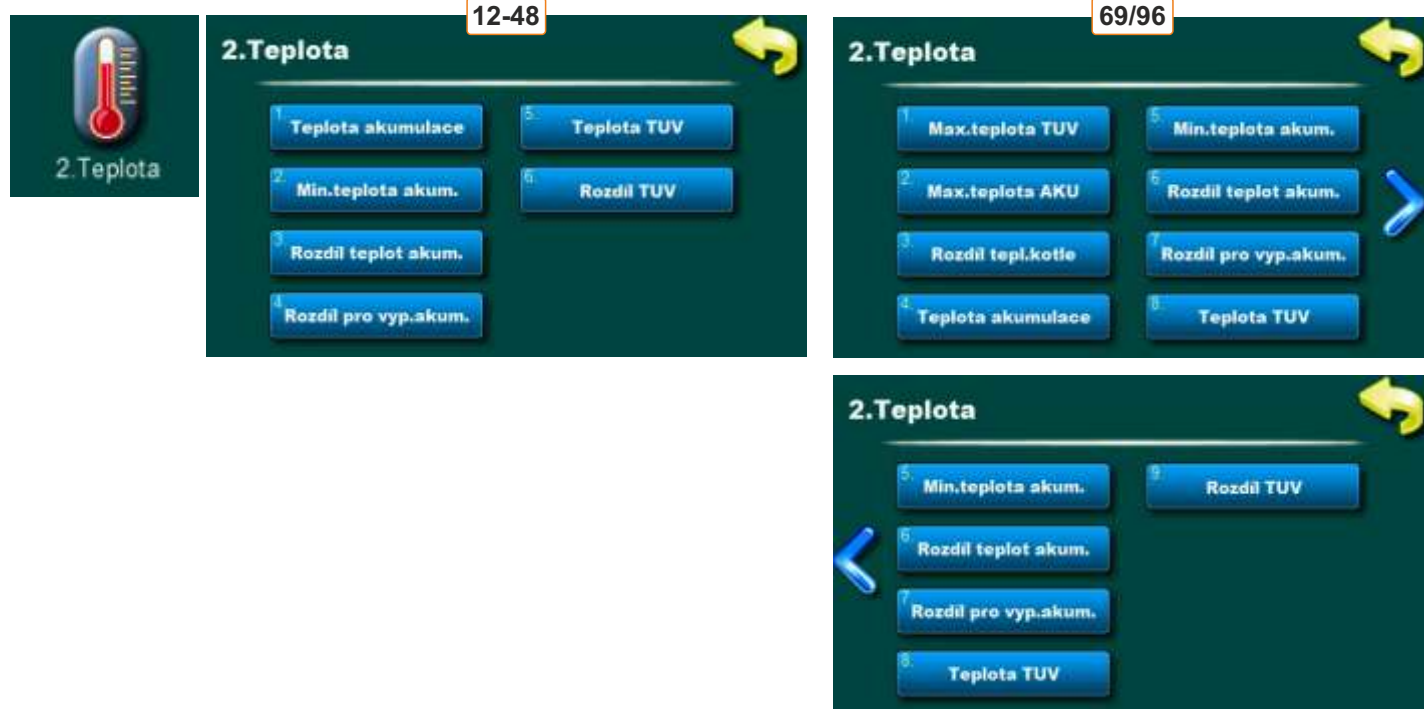 2.Teplota
12-48
2.Teplota
1. Teplota akumulace
2. Min.teplota akum.
3. Rozdíl teplot akum.
4. Rozdíl pro vyp.akum.
5. Teplota TUV
6. Rozdíl TUV
69/96
2.Teplota
1. Max.teplota TUV
2. Max.teplota AKU
3. Rozdíl tepl.kotle
4. Teplota akumulace
5. Min.teplota akum.
6. Rozdíl teplot akum.
7. Rozdíl pro vyp.akum.
8. Teplota TUV
2.Teplota
5. Min.teplota akum.
6. Rozdíl teplot akum.
7. Rozdíl pro vyp.akum.
8. Teplota TUV
9. Rozdíl TUV